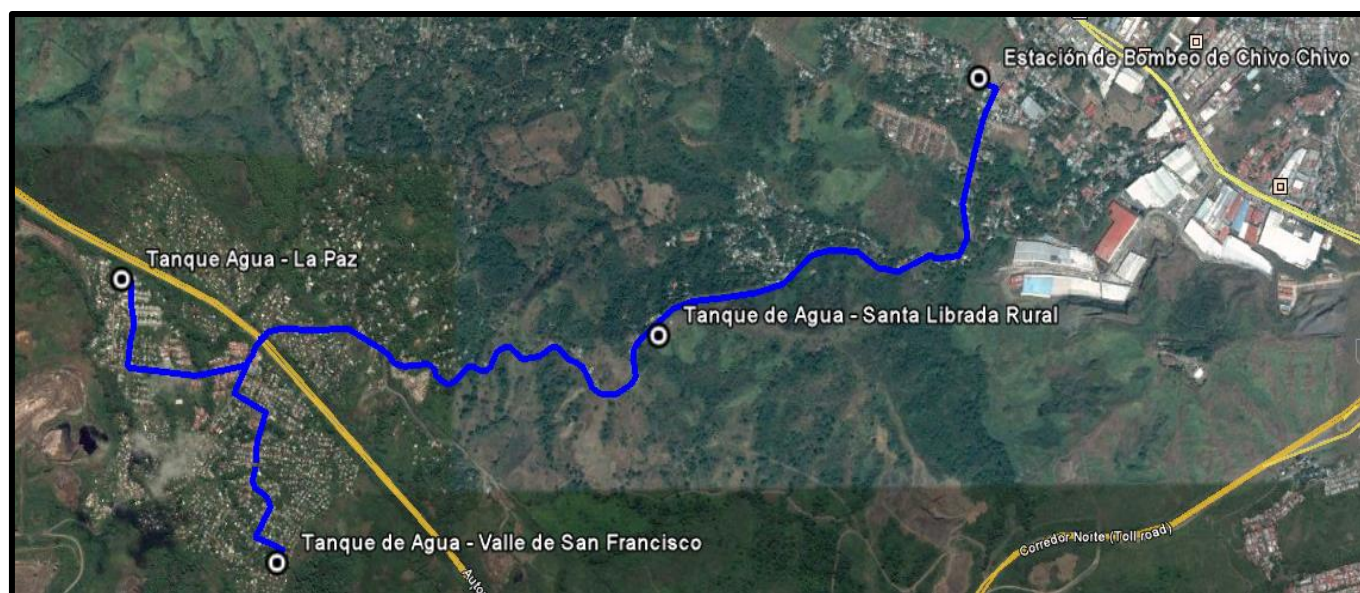 Estación de Bombeo de Chivo Chivo
Tanque Agua - La Paz
Tanque de Agua - Santa Librada Rural
Tanque de Agua - Valle de San Francisco
Corredor Norte (Toll road)
Auto